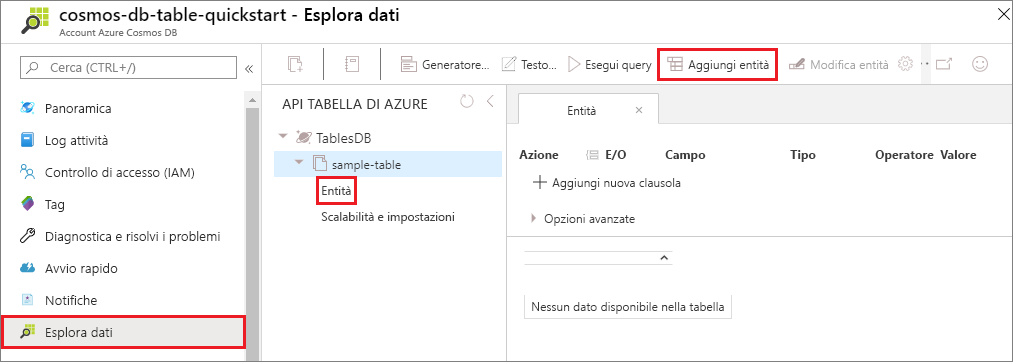 cosmos-db-table-quickstart - Esplora dati
Account Azure Cosmos DB
Cerca (CTRL+/)
Panoramica
Log attività
Controllo di accesso (IAM)
Tag
Diagnostica e risolvi i problemi
Avvio rapido
Notifiche
Esplora dati
Generatore... Testo... Esegui query Aggiungi entità Modifica entità
API TABELLA DI AZURE
TablesDB
sample-table
Entità
Scalabilità e impostazioni
Entità
Azione E/O Campo Tipo Operatore Valore
Aggiungi nuova clausola
Opzioni avanzate
Nessun dato disponibile nella tabella